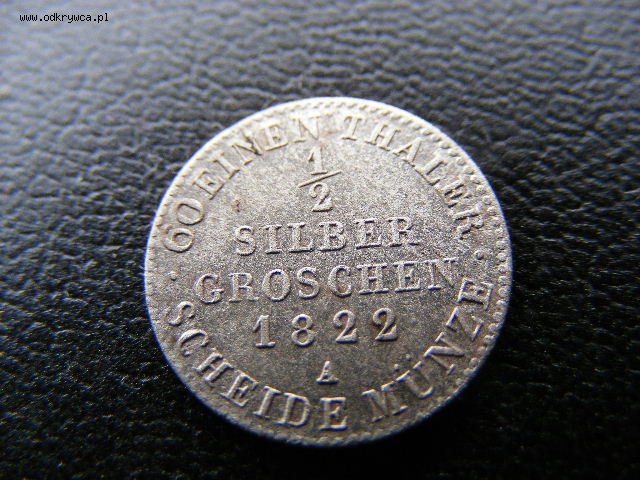 www.odkrywca.pl
60 EINEN THALER
1/2
SILBER
GROSCHEN
1822
A
· SCHEIDE MÜNZE ·